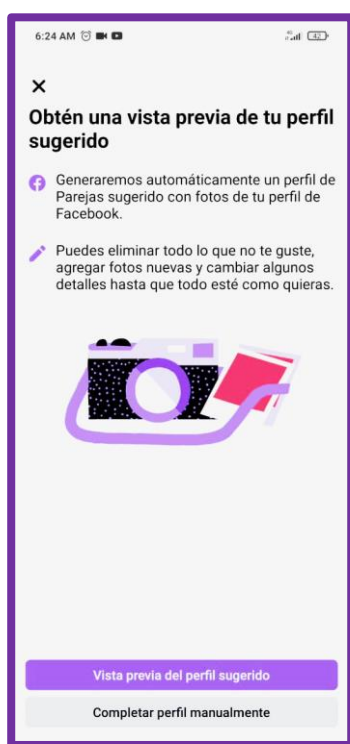 6:24 AM
42
Obtén una vista previa de tu perfil
sugerido
Generaremos automáticamente un perfil de
Parejas sugerido con fotos de tu perfil de
Facebook.
Puedes eliminar todo lo que no te guste,
agregar fotos nuevas y cambiar algunos
detalles hasta que todo esté como quieras.
Vista previa del perfil sugerido
Completar perfil manualmente